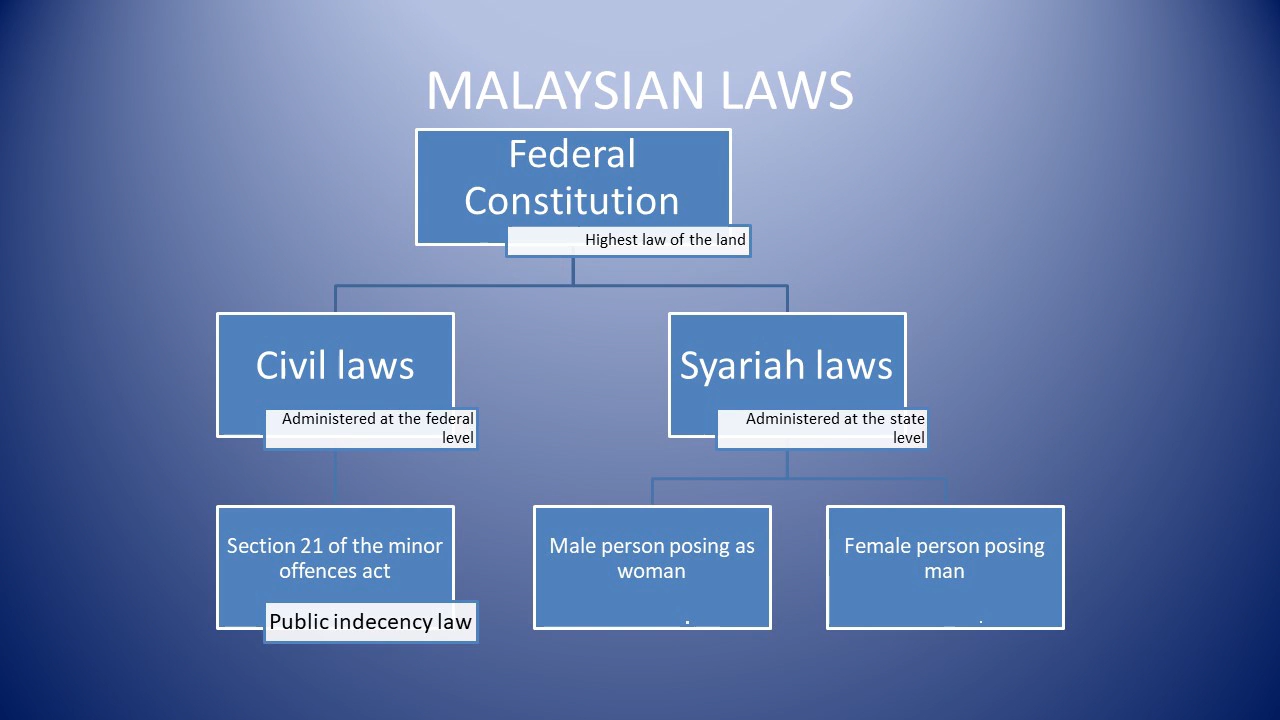 MALAYSIAN LAWS
Federal
Constitution
Highest law of the land
Civil laws
Administered at the federal
level
Syariah laws
Administered at the state
level
Section 21 of the minor
offences act
Public indecency law
Male person posing as
woman
.
Female person posing
man
.